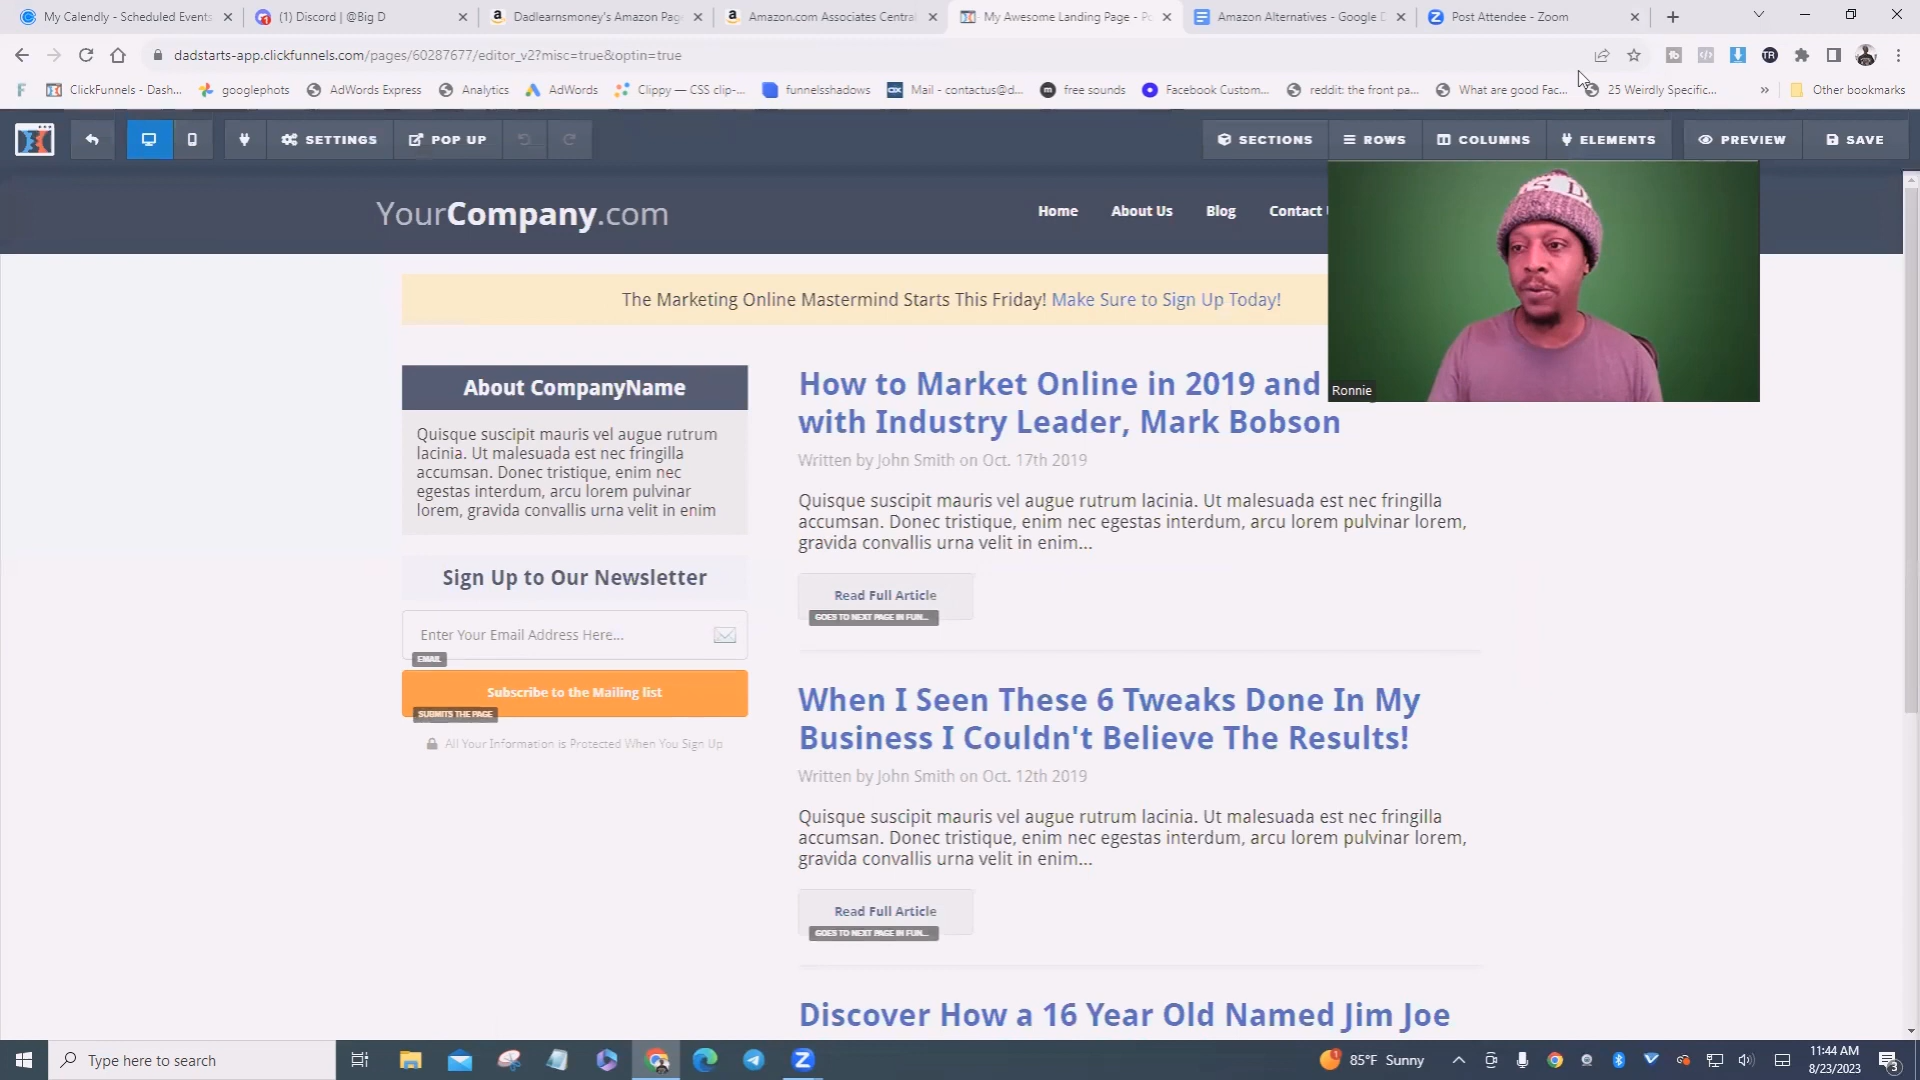 My Calendly - Scheduled Events
(1) Discord | @Big D
Dadlearnsmoney's Amazon Page
Amazon.com Associates Central
My Awesome Landing Page - Po
Amazon Alternatives - Google D
Post Attendee - Zoom
dadstarts-app.clickfunnels.com/pages/60287677/editor_v2?misc=true&optin=true
F
ClickFunnels - Dash...
googlephots
AdWords Express
Analytics
AdWords
Clippy — CSS clip-...
funnelsshadows
Mail - contactus@d...
free sounds
Facebook Custom...
reddit: the front pa...
What are good Fac...
25 Weirdly Specific...
Other bookmarks
SETTINGS
POP UP
SECTIONS
ROWS
COLUMNS
ELEMENTS
PREVIEW
SAVE
YourCompany.com
Home
About Us
Blog
Contact
The Marketing Online Mastermind Starts This Friday! Make Sure to Sign Up Today!
Ronnie
About CompanyName
Quisque suscipit mauris vel augue rutrum
lacinia. Ut malesuada est nec fringilla
accumsan. Donec tristique, enim nec
egestas interdum, arcu lorem pulvinar
lorem, gravida convallis urna velit in enim
Sign Up to Our Newsletter
Enter Your Email Address Here...
EMAIL
Subscribe to the Mailing list
SUBMITS THE PAGE
All Your Information is Protected When You Sign Up
How to Market Online in 2019 and
with Industry Leader, Mark Bobson
Written by John Smith on Oct. 17th 2019
Quisque suscipit mauris vel augue rutrum lacinia. Ut malesuada est nec fringilla
accumsan. Donec tristique, enim nec egestas interdum, arcu lorem pulvinar lorem,
gravida convallis urna velit in enim...
Read Full Article
GOES TO NEXT PAGE IN FUN...
When I Seen These 6 Tweaks Done In My
Business I Couldn't Believe The Results!
Written by John Smith on Oct. 12th 2019
Quisque suscipit mauris vel augue rutrum lacinia. Ut malesuada est nec fringilla
accumsan. Donec tristique, enim nec egestas interdum, arcu lorem pulvinar lorem,
gravida convallis urna velit in enim...
Read Full Article
GOES TO NEXT PAGE IN FUN...
Discover How a 16 Year Old Named Jim Joe
Type here to search
85°F Sunny
11:44 AM
8/23/2023
3